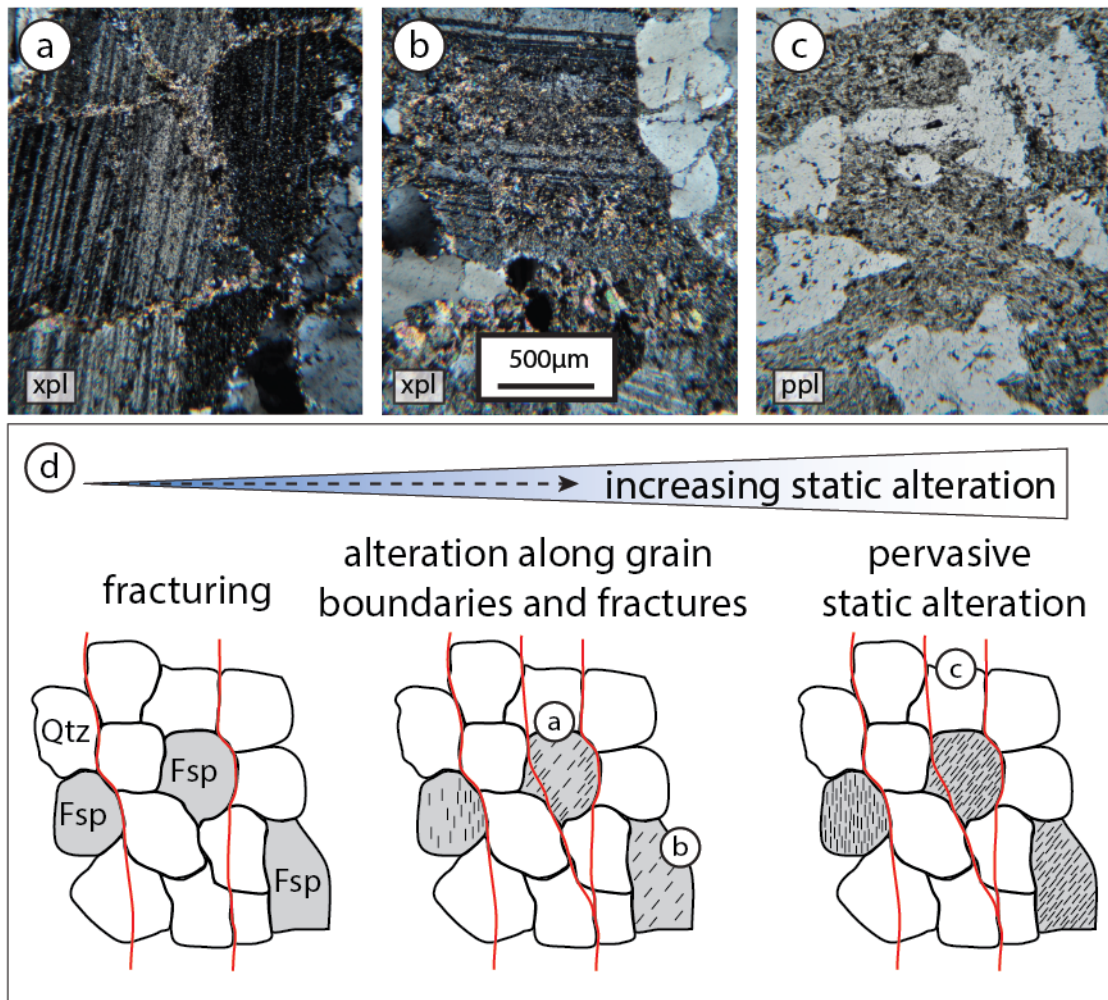 a
b
c
xpl
xpl
500µm
ppl
d
increasing static alteration
fracturing
alteration along grain
boundaries and fractures
pervasive
static alteration
Qtz
Fsp
Fsp
Fsp
a
b
c